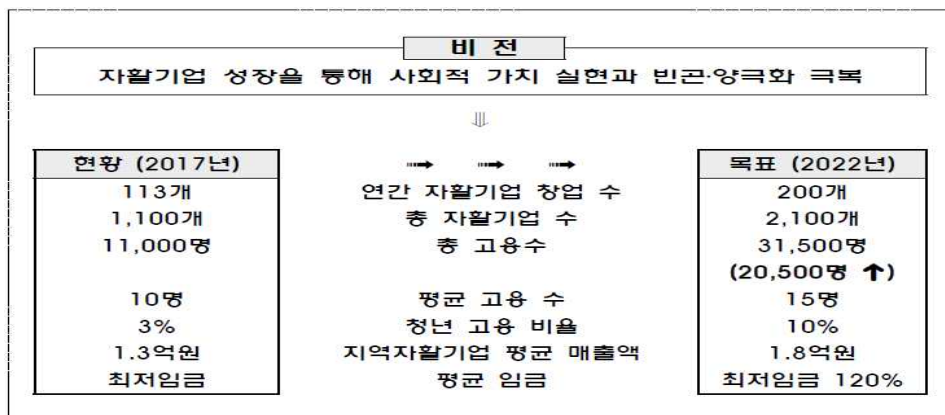 비 전
자활기업 성장을 통해 사회적 가치 실현과 빈곤·양극화 극복
⇓
현황 (2017년) ➟ ➟ ➟ 목표 (2022년)
113개 연간 자활기업 창업 수 200개
1,100개 총 자활기업 수 2,100개
11,000명 총 고용수 31,500명
(20,500명 ↑)
10명 평균 고용 수 15명
3% 청년 고용 비율 10%
1.3억원 지역자활기업 평균 매출액 1.8억원
최저임금 평균 임금 최저임금 120%